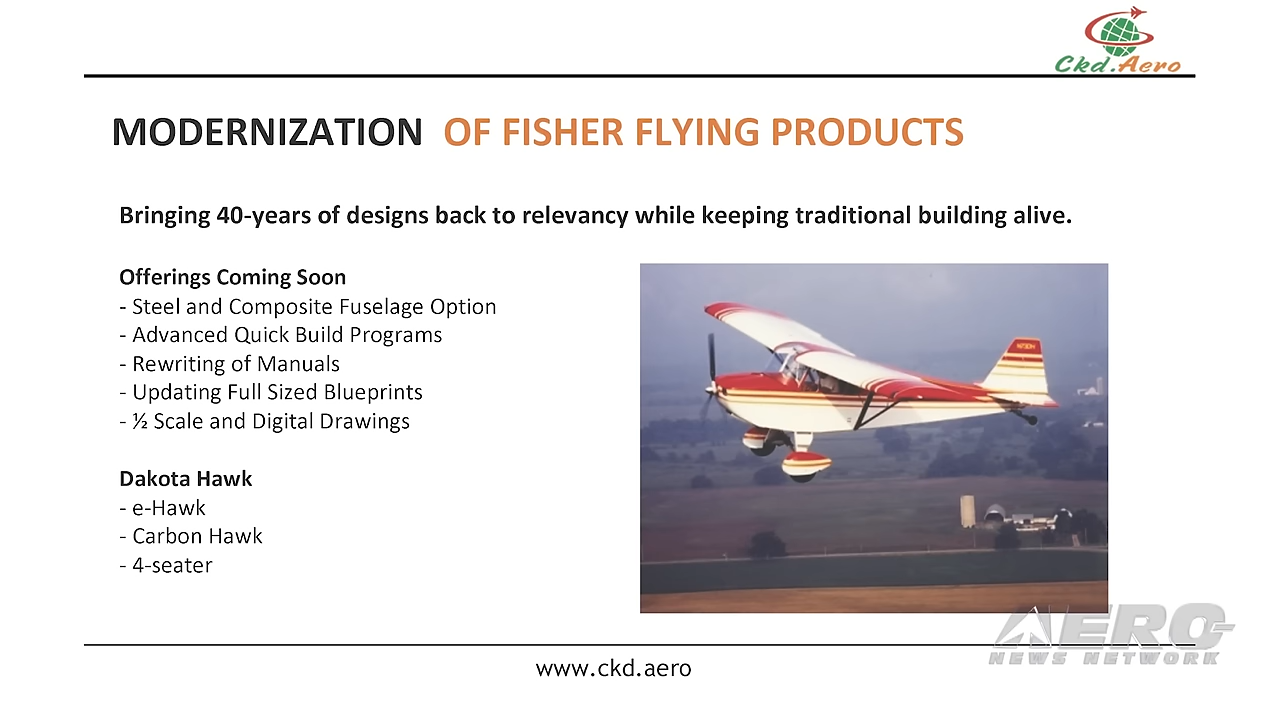 Ckd.Aero
MODERNIZATION OF FISHER FLYING PRODUCTS
Bringing 40-years of designs back to relevancy while keeping traditional building alive.
Offerings Coming Soon
- Steel and Composite Fuselage Option
- Advanced Quick Build Programs
- Rewriting of Manuals
- Updating Full Sized Blueprints
- ½ Scale and Digital Drawings
Dakota Hawk
- e-Hawk
- Carbon Hawk
- 4-seater
AERO-
NEWS NETWORK
www.ckd.aero